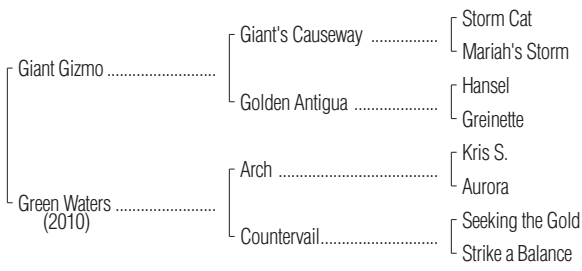 Storm Cat
Giant's Causeway ................
Mariah's Storm
Giant Gizmo ..........................
Hansel
Golden Antigua ....................
Greinette
Kris S.
Arch ......................................
Aurora
Green Waters ........................
(2010)
Seeking the Gold
Countervail............................
Strike a Balance